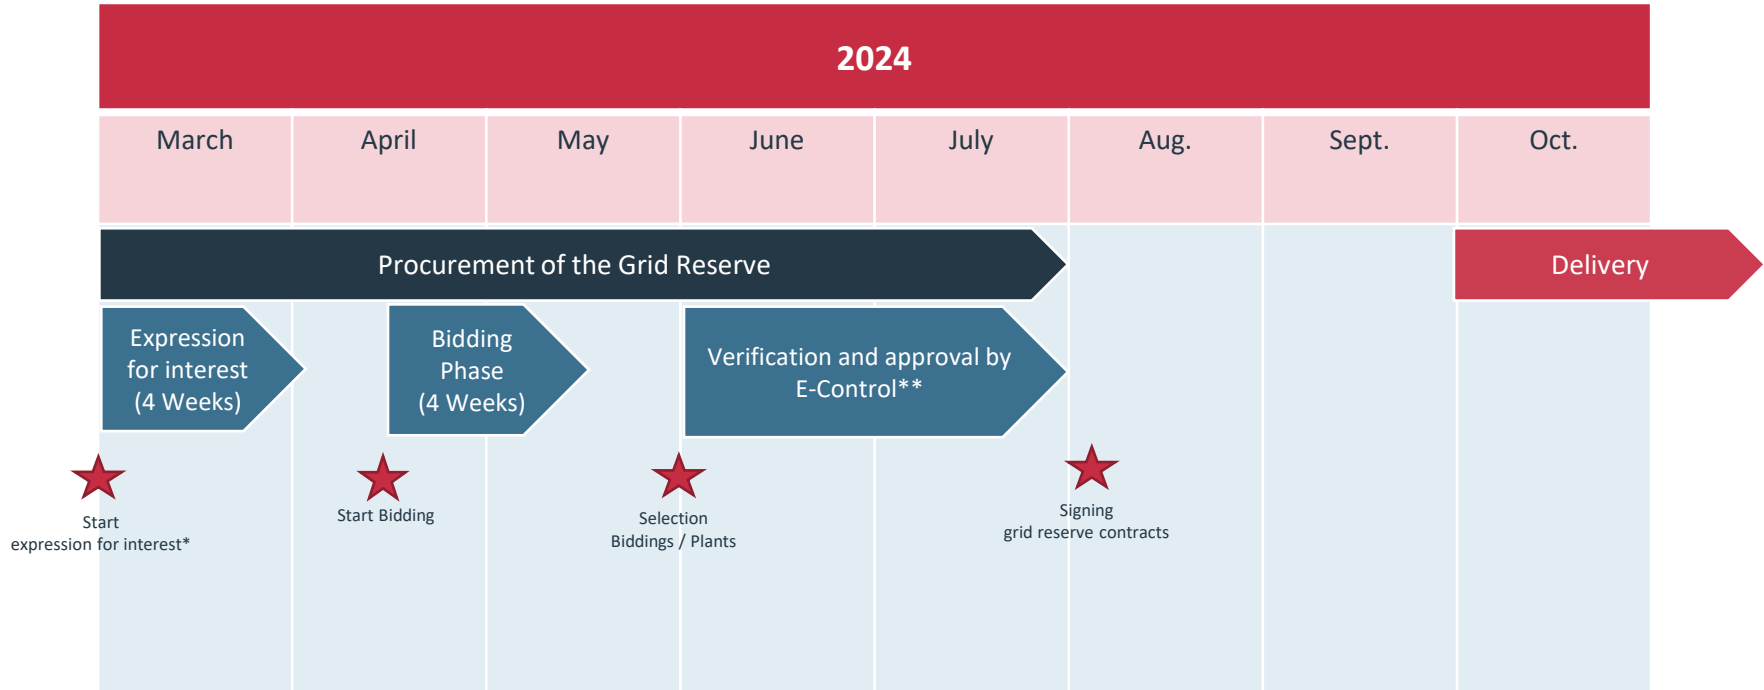 2024
March
April
May
June
July
Aug.
Sept.
Oct.
Procurement of the Grid Reserve
Delivery
Expression
for interest
(4 Weeks)
Bidding
Phase
(4 Weeks)
Verification and approval by
E-Control**
Start
expression for interest*
Start Bidding
Selection
Biddings / Plants
Signing
grid reserve contracts